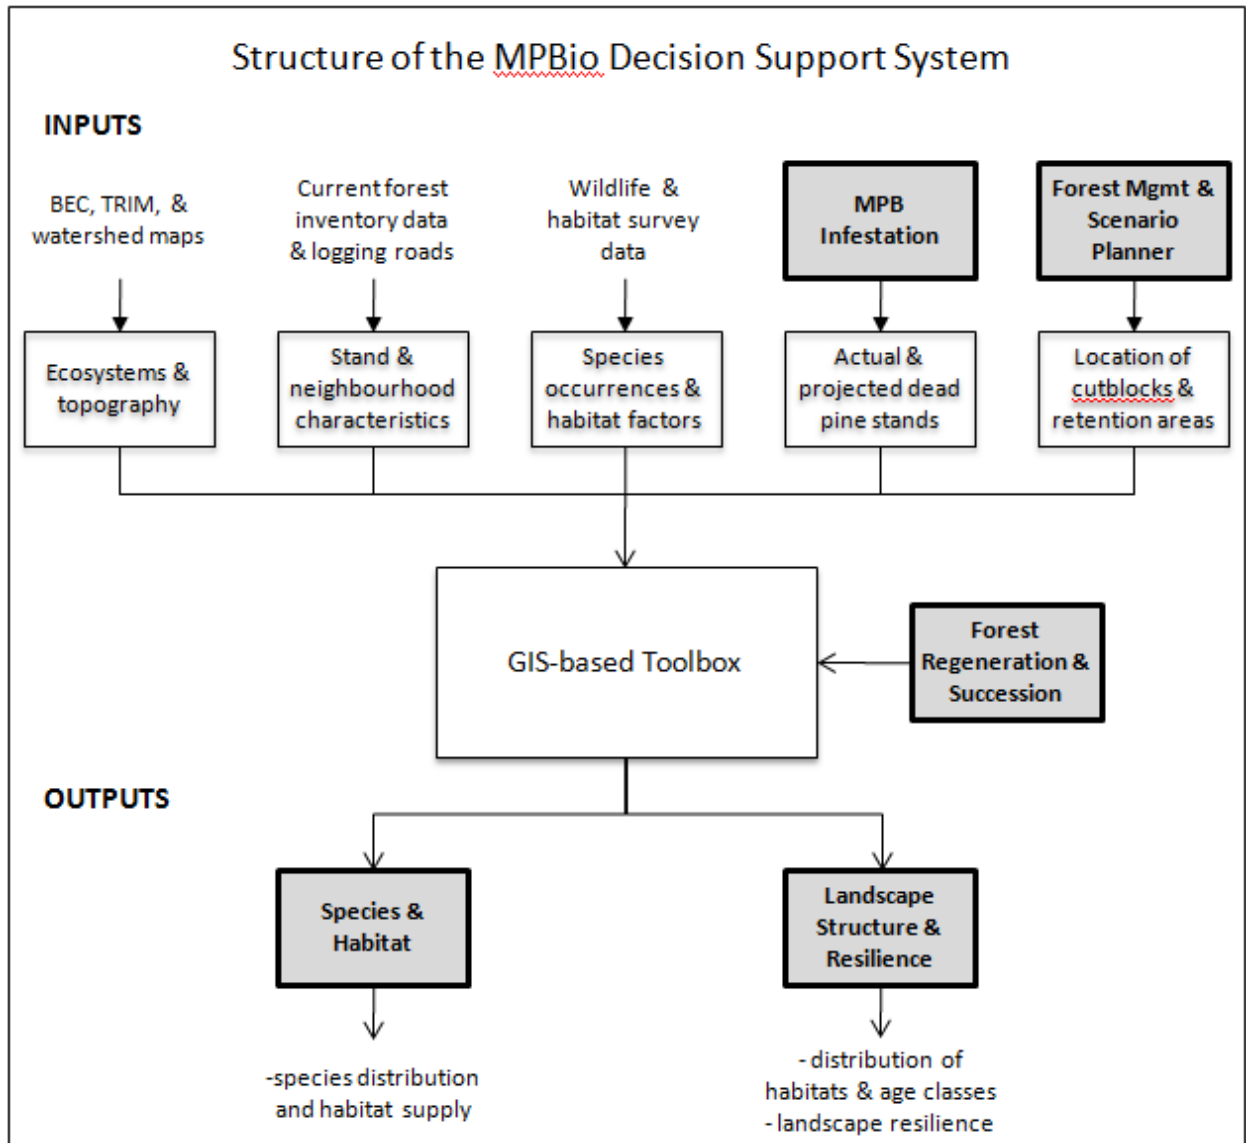 Structure of the MPBio Decision Support System
INPUTS
BEC, TRIM, &
watershed maps
Current forest
inventory data
& logging roads
Wildlife &
habitat survey
data
MPB
Infestation
Forest Mgmt &
Scenario
Planner
Ecosystems &
topography
Stand &
neighbourhood
characteristics
Species
occurrences &
habitat factors
Actual &
projected dead
pine stands
Location of
cutblocks &
retention areas
GIS-based Toolbox
Forest
Regeneration &
Succession
OUTPUTS
Species &
Habitat
Landscape
Structure &
Resilience
-species distribution
and habitat supply
- distribution of
habitats & age classes
- landscape resilience